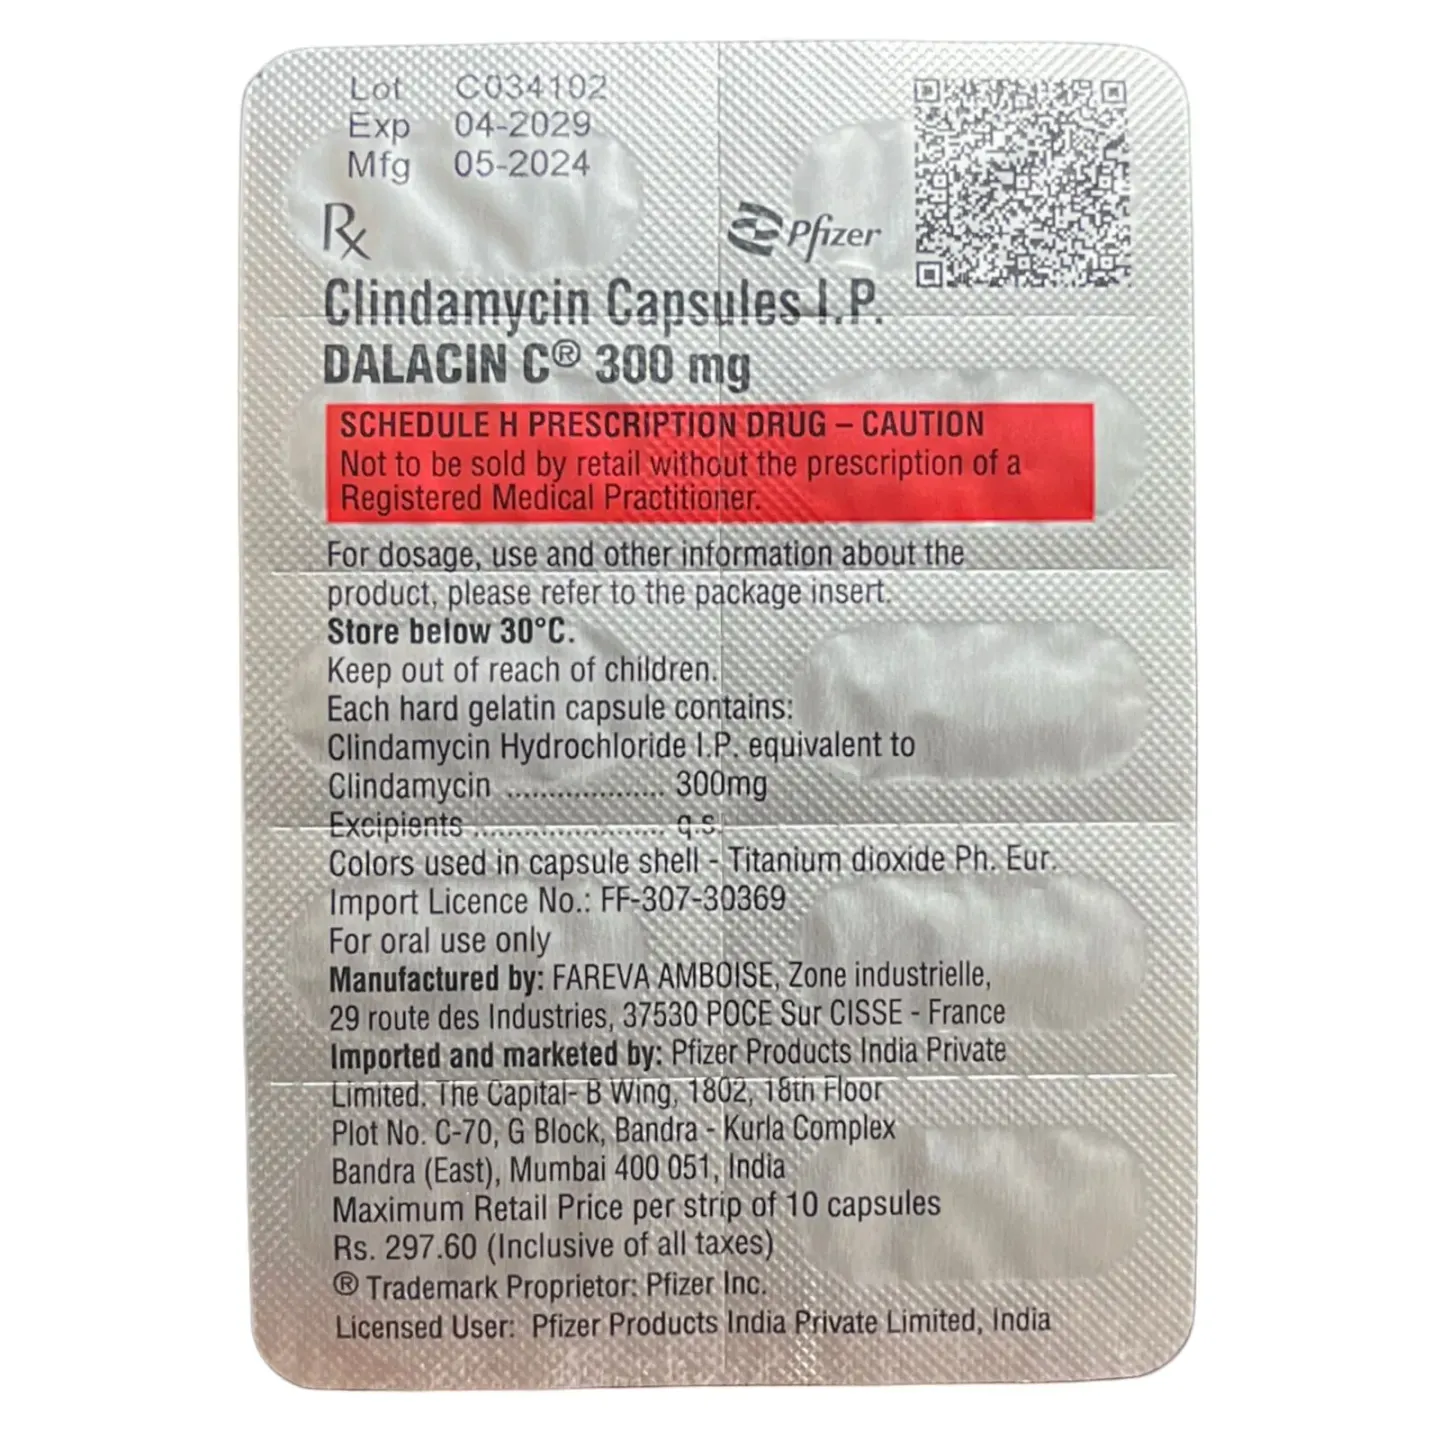 Lot C034102
Exp 04-2029
Mfg 05-2024
Rx
Pfizer
Clindamycin Capsules I.P.
DALACIN C® 300 mg
SCHEDULE H PRESCRIPTION DRUG – CAUTION
Not to be sold by retail without the prescription of a
Registered Medical Practitioner.
For dosage, use and other information about the
product, please refer to the package insert.
Store below 30°C.
Keep out of reach of children.
Each hard gelatin capsule contains:
Clindamycin Hydrochloride I.P. equivalent to
Clindamycin ................... 300mg
Excipients ....................... q.s.
Colors used in capsule shell - Titanium dioxide Ph. Eur.
Import Licence No.: FF-307-30369
For oral use only
Manufactured by: FAREVA AMBOISE, Zone industrielle,
29 route des Industries, 37530 POCE Sur CISSE - France
Imported and marketed by: Pfizer Products India Private
Limited. The Capital- B Wing, 1802, 18th Floor
Plot No. C-70, G Block, Bandra - Kurla Complex
Bandra (East), Mumbai 400 051, India
Maximum Retail Price per strip of 10 capsules
Rs. 297.60 (Inclusive of all taxes)
® Trademark Proprietor: Pfizer Inc.
Licensed User: Pfizer Products India Private Limited, India